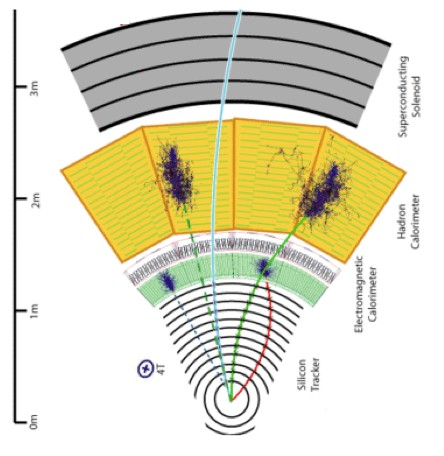 3m
2m
1m
0m
Superconducting
Solenoid
Hadron
Calorimeter
Electromagnetic
Calorimeter
Silicon
Tracker
4T